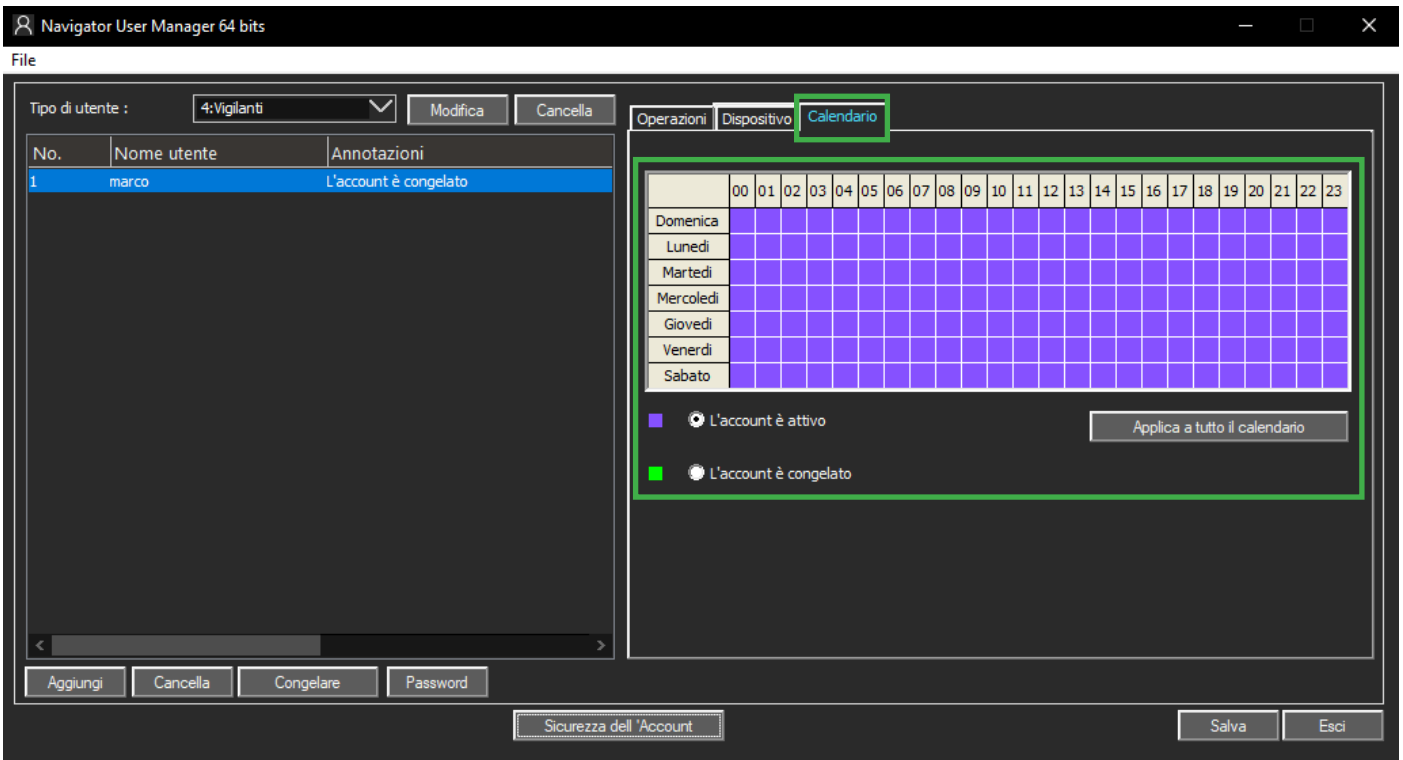 Navigator User Manager 64 bits
File
Tipo di utente :
4:Vigilanti
Modifica
Cancella
No.
Nome utente
Annotazioni
1
marco
L'account è congelato
Operazioni
Dispositivo
Calendario
00 01 02 03 04 05 06 07 08 09 10 11 12 13 14 15 16 17 18 19 20 21 22 23
Domenica
Lunedi
Martedi
Mercoledi
Giovedi
Venerdi
Sabato
L'account è attivo
Applica a tutto il calendario
L'account è congelato
Aggiungi
Cancella
Congelare
Password
Sicurezza dell 'Account
Salva
Esci